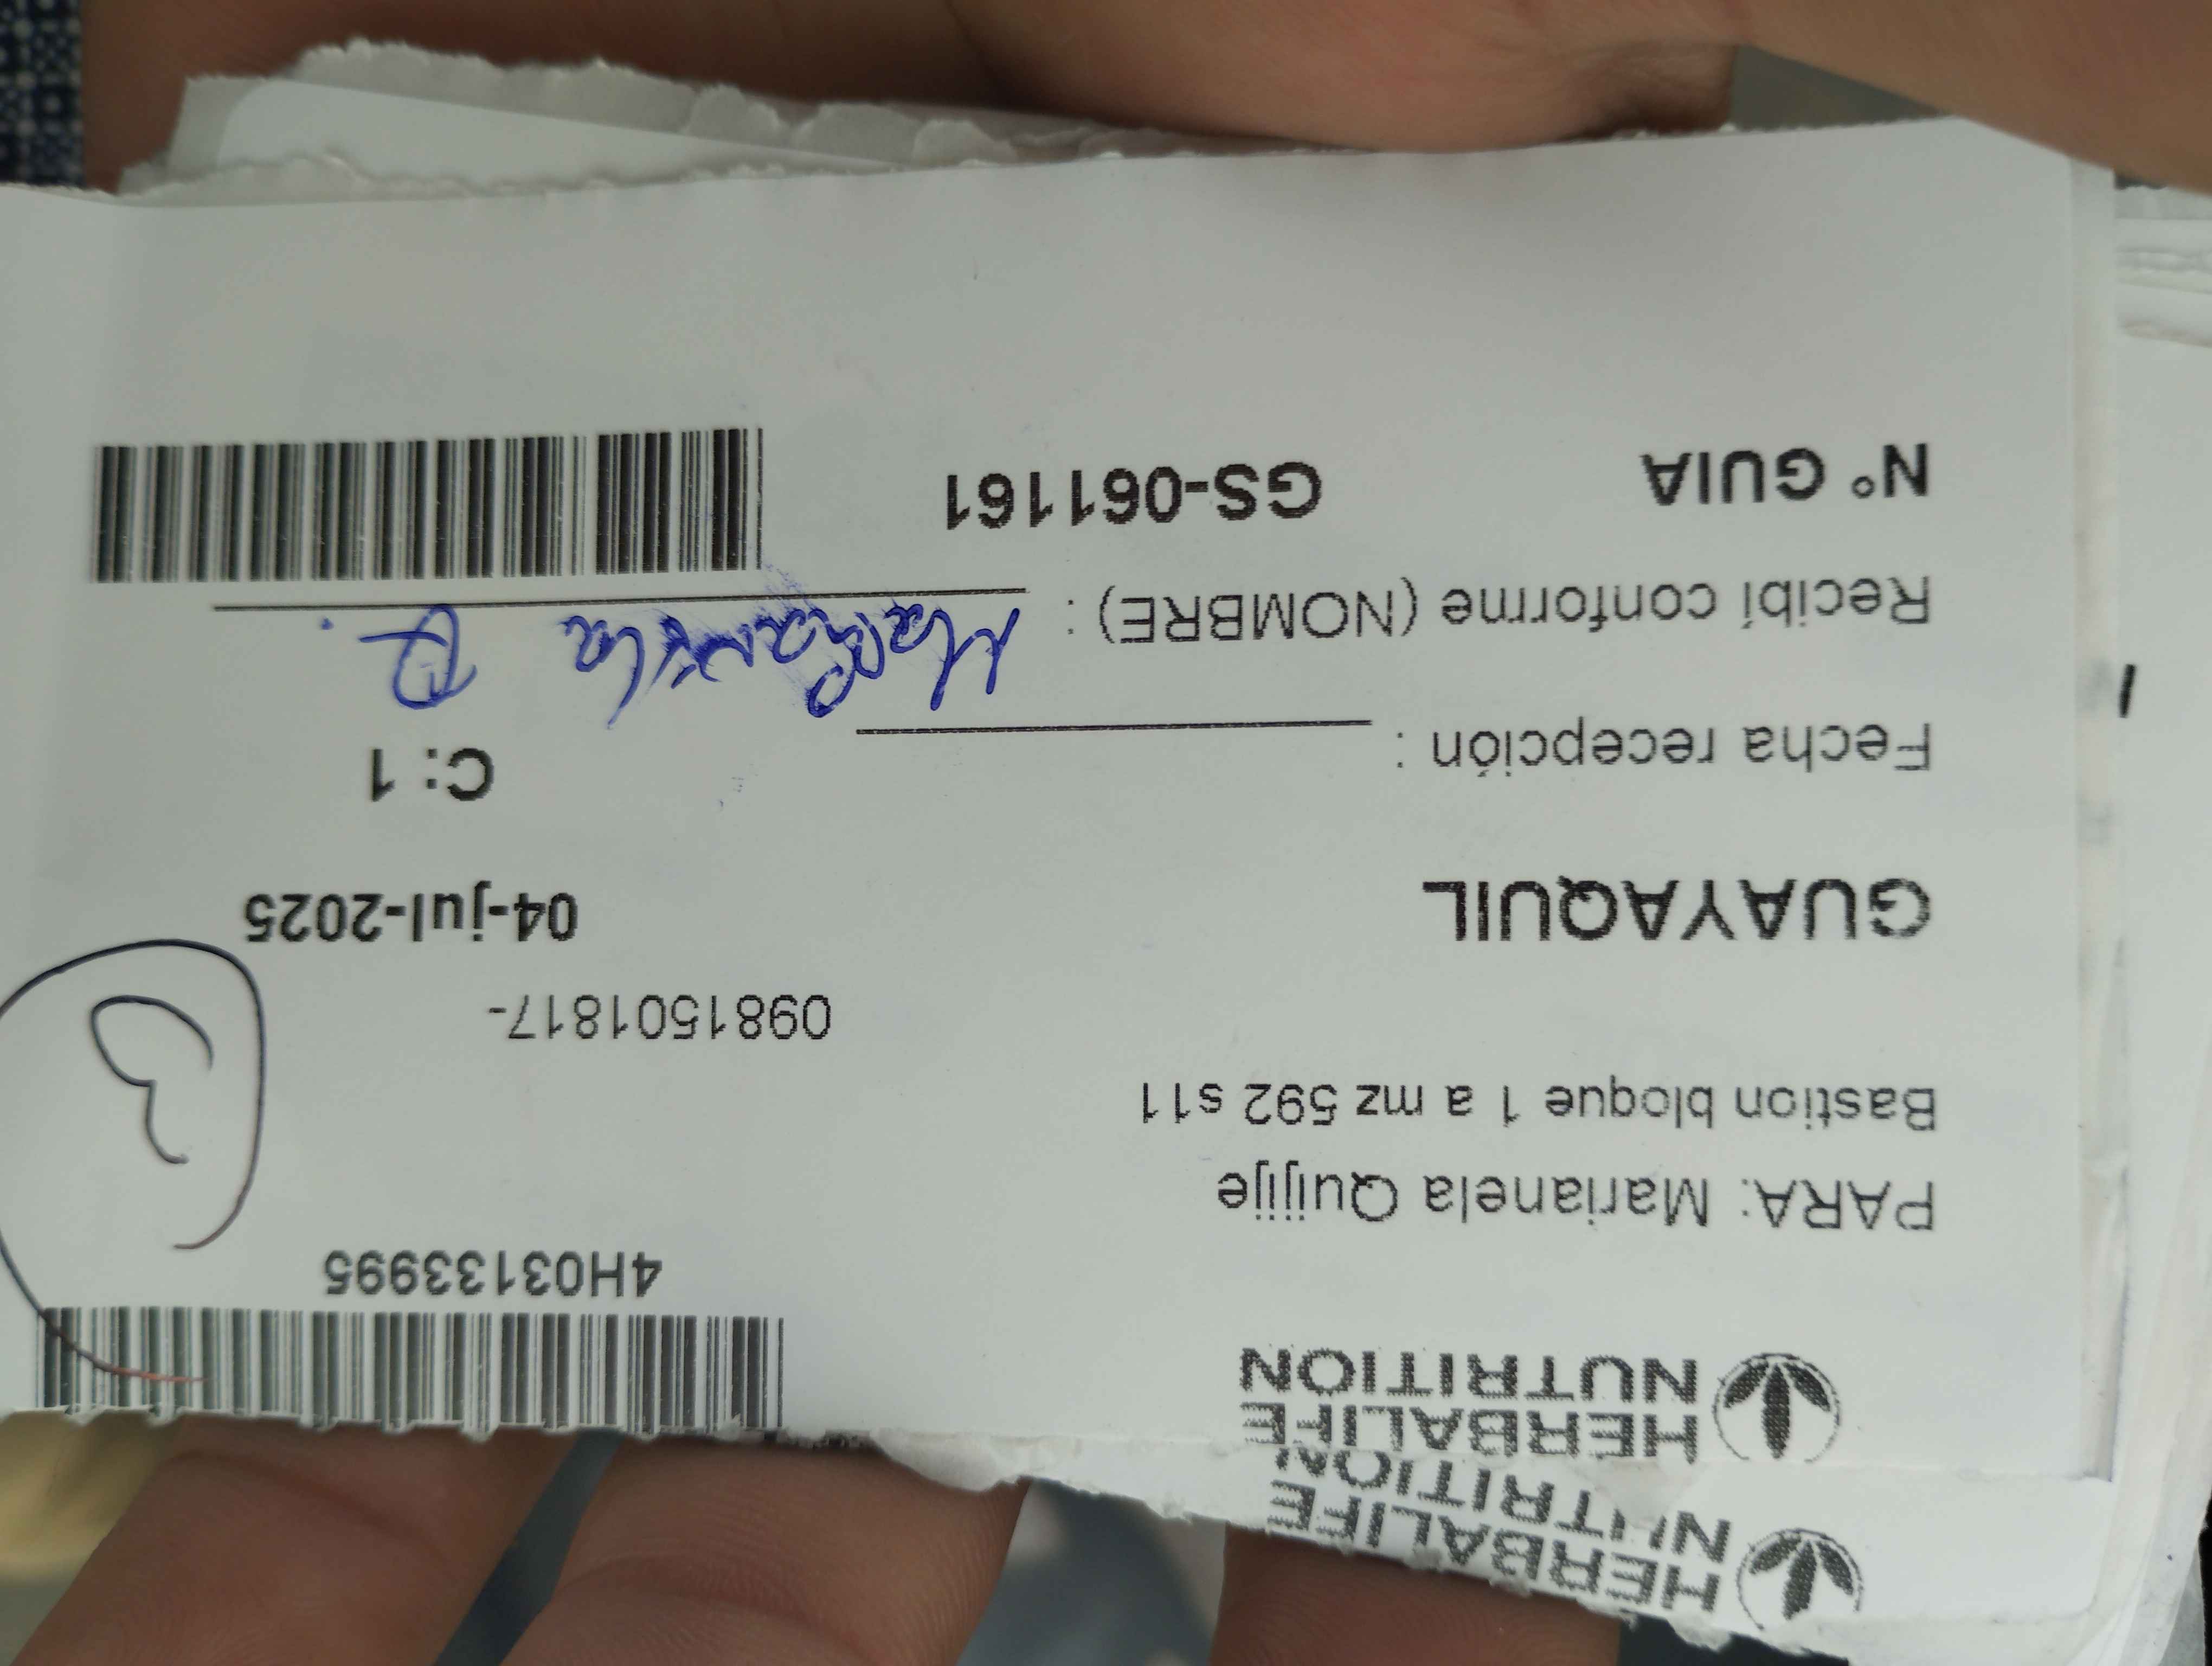 HERBALIFE
NUTRITION
HERBALIFE
NUTRITION
4H03133995
PARA: Marianela Quijije
Bastion bloque 1 a mz 592 s11
0981501817-
GUAYAQUIL
04-jul-2025
C: 1
Fecha recepción :
Recibí conforme (NOMBRE) : Marianela Q.
N° GUIA GS-061161